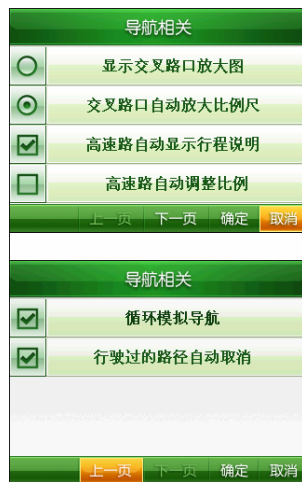 导航相关
显示交叉路口放大图
交叉路口自动放大比例尺
高速路自动显示行程说明
高速路自动调整比例
上一页 下一页 确定 取消
导航相关
循环模拟导航
行驶过的路径自动取消
上一页 下一页 确定 取消